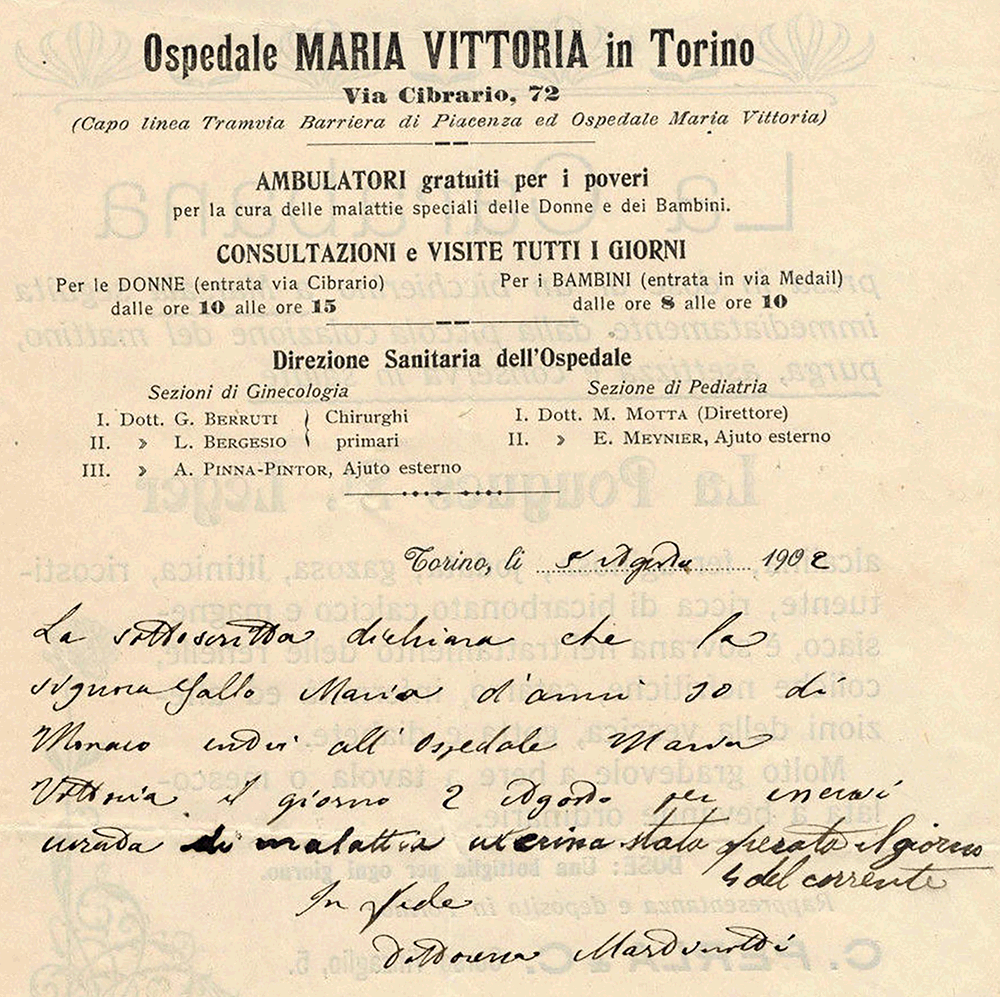 Ospedale MARIA VITTORIA in Torino
Via Cibrario, 72
(Capo linea Tramvia Barriera di Piacenza ed Ospedale Maria Vittoria)
AMBULATORI gratuiti per i poveri
per la cura delle malattie speciali delle Donne e dei Bambini.
CONSULTAZIONI e VISITE TUTTI I GIORNI
Per le DONNE (entrata via Cibrario)
dalle ore 10 alle ore 15
Per i BAMBINI (entrata in via Medail)
dalle ore 8 alle ore 10
Direzione Sanitaria dell'Ospedale
Sezioni di Ginecologia
I. Dott. G. BERRUTI } Chirurghi
II. » L. BERGESIO } primari
III. » A. PINNA-PINTOR, Ajuto esterno
Sezione di Pediatria
I. Dott. M. MOTTA (Direttore)
II. » E. MEYNIER, Ajuto esterno
Torino, li 5 Agosto 1902
La sottoscritta dichiara che la
signora Gallo Maria d'anni 30 di
Monaco all'Ospedale Maria
Vittoria il giorno 2 Agosto per esservi
curada di malattia uterina stata operata il giorno
4 del corrente
In fede